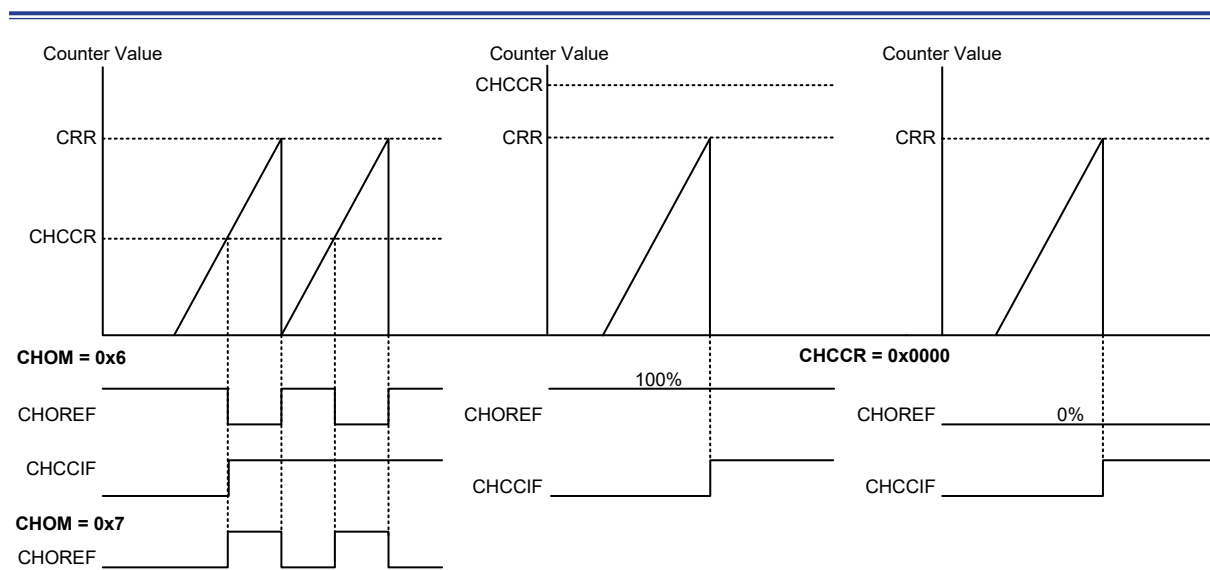 Counter Value
CRR
CHCCR
CHOM = 0x6
CHOREF
CHCCIF
CHOM = 0x7
CHOREF
Counter Value
CHCCR
CRR
100%
CHOREF
CHCCIF
Counter Value
CRR
CHCCR = 0x0000
CHOREF
0%
CHCCIF